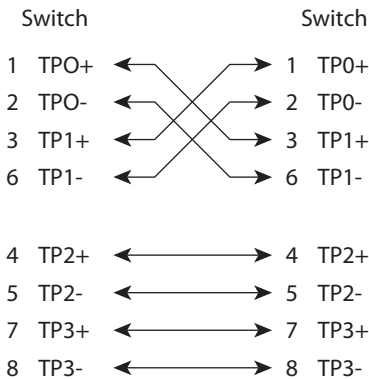 Switch Switch
1 TPO+ 1 TP0+
2 TPO- 2 TP0-
3 TP1+ 3 TP1+
6 TP1- 6 TP1-
4 TP2+ 4 TP2+
5 TP2- 5 TP2-
7 TP3+ 7 TP3+
8 TP3- 8 TP3-